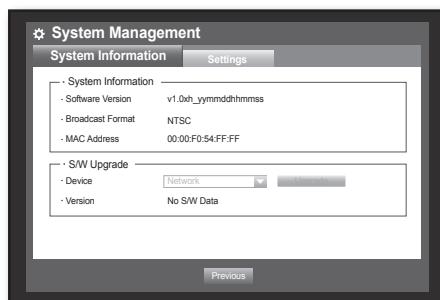 System Management
System Information Settings
· System Information
· Software Version v1.0xh_yymmddhhmmss
· Broadcast Format NTSC
· MAC Address 00:00:F0:54:FF:FF
· S/W Upgrade
· Device Network Upgrade
· Version No S/W Data
Previous